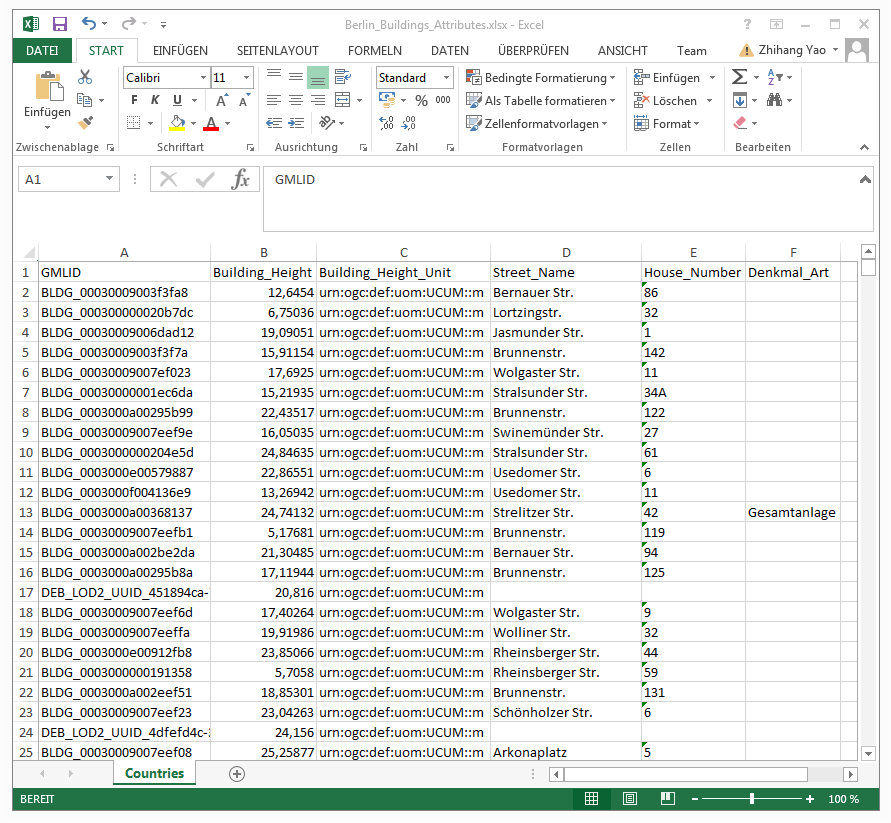 Berlin_Buildings_Attributes.xlsx - Excel
DATEI START EINFÜGEN SEITENLAYOUT FORMELN DATEN ÜBERPRÜFEN ANSICHT Team Zhihang Yao
Calibri 11 Standard Bedingte Formatierung Einfügen
Einfügen F K U A A % 000 Als Tabelle formatieren Löschen
Zellenformatvorlagen Format
Zwischenablage Schriftart Ausrichtung Zahl Formatvorlagen Zellen Bearbeiten
A1 fx GMLID
A B C D E F
1 GMLID Building_Height Building_Height_Unit Street_Name House_Number Denkmal_Art
2 BLDG_00030009003f3fa8 12,6454 urn:ogc:def:uom:UCUM::m Bernauer Str. 86
3 BLDG_00030000020b7dc 6,75036 urn:ogc:def:uom:UCUM::m Lortzingstr. 32
4 BLDG_00030009006dad12 19,09051 urn:ogc:def:uom:UCUM::m Jasmunder Str. 1
5 BLDG_00030009003f3f7a 15,91154 urn:ogc:def:uom:UCUM::m Brunnenstr. 142
6 BLDG_00030009007ef023 17,6925 urn:ogc:def:uom:UCUM::m Wolgaster Str. 11
7 BLDG_00030000001ec6da 15,21935 urn:ogc:def:uom:UCUM::m Stralsunder Str. 34A
8 BLDG_0003000a00295b99 22,43517 urn:ogc:def:uom:UCUM::m Brunnenstr. 122
9 BLDG_00030009007eef9e 16,05035 urn:ogc:def:uom:UCUM::m Swinemünder Str. 27
10 BLDG_0003000000204e5d 24,84635 urn:ogc:def:uom:UCUM::m Stralsunder Str. 61
11 BLDG_0003000e00579887 22,86551 urn:ogc:def:uom:UCUM::m Usedomer Str. 6
12 BLDG_0003000f004136e9 13,26942 urn:ogc:def:uom:UCUM::m Usedomer Str. 11
13 BLDG_0003000a00368137 24,74132 urn:ogc:def:uom:UCUM::m Strelitzer Str. 42 Gesamtanlage
14 BLDG_00030009007eefb1 5,17681 urn:ogc:def:uom:UCUM::m Brunnenstr. 119
15 BLDG_0003000a002be2da 21,30485 urn:ogc:def:uom:UCUM::m Bernauer Str. 94
16 BLDG_0003000a00295b8a 17,11944 urn:ogc:def:uom:UCUM::m Brunnenstr. 125
17 DEB_LOD2_UUID_451894ca- 20,816 urn:ogc:def:uom:UCUM::m
18 BLDG_00030009007eef6d 17,40264 urn:ogc:def:uom:UCUM::m Wolgaster Str. 9
19 BLDG_00030009007eeffa 19,91986 urn:ogc:def:uom:UCUM::m Wolliner Str. 32
20 BLDG_0003000e00912fb8 23,85066 urn:ogc:def:uom:UCUM::m Rheinsberger Str. 44
21 BLDG_0003000000191358 5,7058 urn:ogc:def:uom:UCUM::m Rheinsberger Str. 59
22 BLDG_0003000a002eef51 18,85301 urn:ogc:def:uom:UCUM::m Brunnenstr. 131
23 BLDG_00030009007eef23 23,04263 urn:ogc:def:uom:UCUM::m Schönholzer Str. 6
24 DEB_LOD2_UUID_4dfefd4c- 24,156 urn:ogc:def:uom:UCUM::m
25 BLDG_00030009007eef08 25,25877 urn:ogc:def:uom:UCUM::m Arkonaplatz 5
Countries
BEREIT 100 %